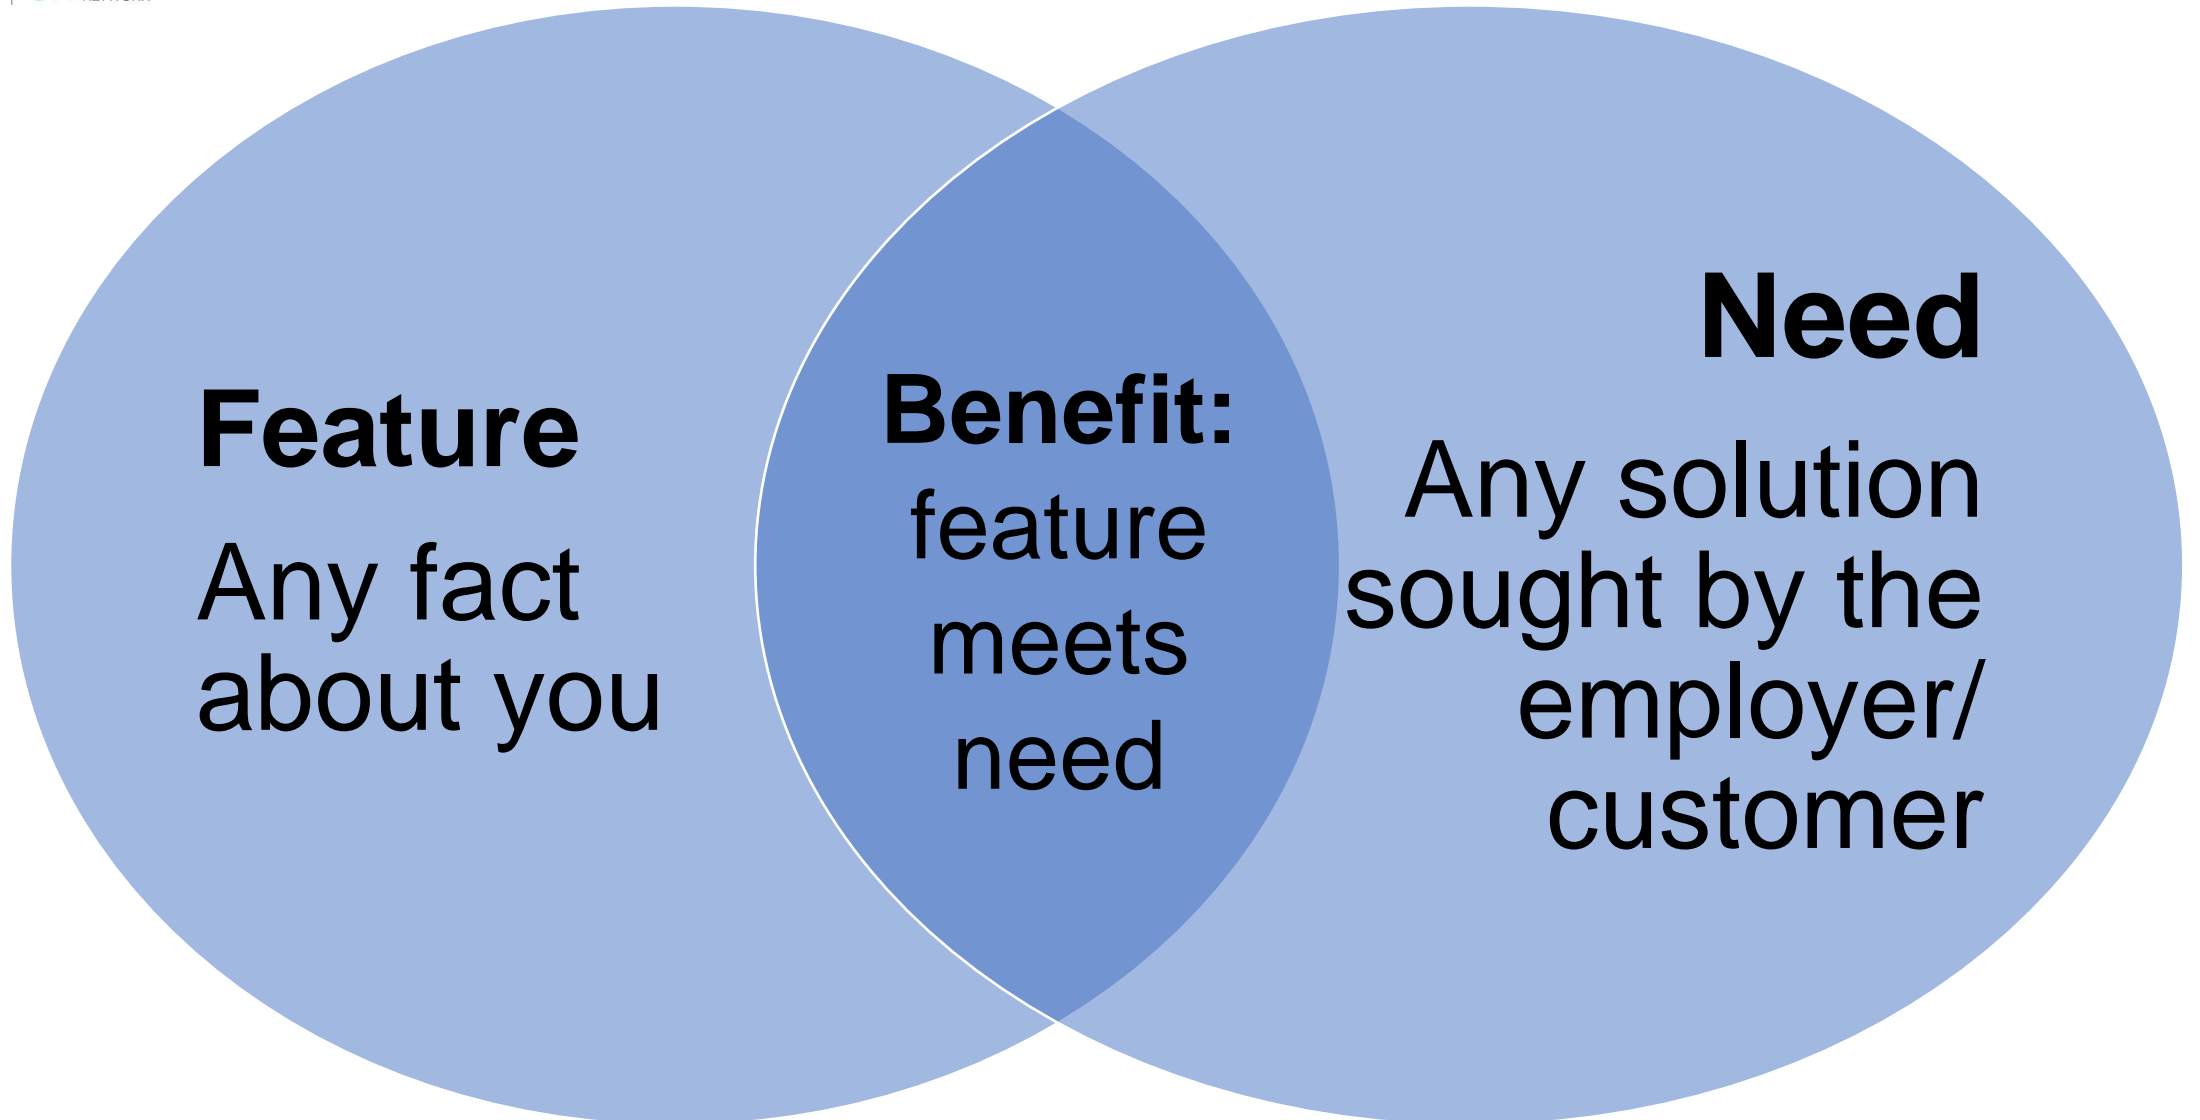 Feature
Any fact
about you
Benefit:
feature
meets
need
Need
Any solution
sought by the
employer/
customer